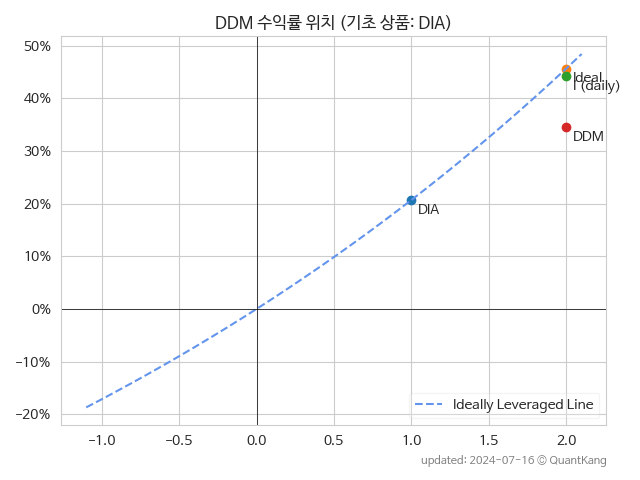 DDM 수익률 위치 (기초 상품: DIA)
50%
40%
30%
20%
10%
0%
−10%
−20%
Ideal
(daily)
DDM
DIA
Ideally Leveraged Line
−1.0
−0.5
0.0
0.5
1.0
1.5
2.0
updated: 2024-07-16 © QuantKang